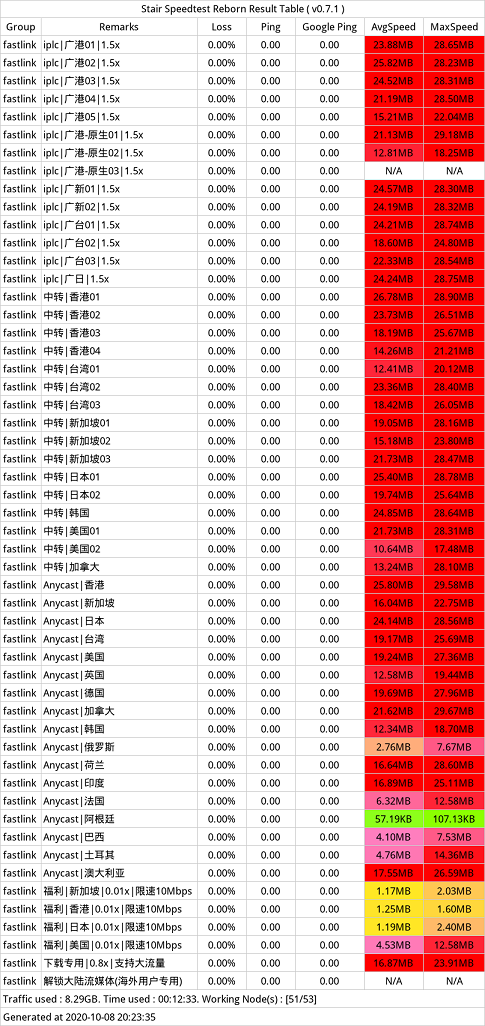 Stair Speedtest Reborn Result Table ( v0.7.1 )
Group Remarks Loss Ping Google Ping AvgSpeed MaxSpeed
fastlink iplc|广港01|1.5x 0.00% 0.00 0.00 23.88MB 28.65MB
fastlink iplc|广港02|1.5x 0.00% 0.00 0.00 25.82MB 28.23MB
fastlink iplc|广港03|1.5x 0.00% 0.00 0.00 24.52MB 28.31MB
fastlink iplc|广港04|1.5x 0.00% 0.00 0.00 21.19MB 28.50MB
fastlink iplc|广港05|1.5x 0.00% 0.00 0.00 15.21MB 22.04MB
fastlink iplc|广港-原生01|1.5x 0.00% 0.00 0.00 21.13MB 29.18MB
fastlink iplc|广港-原生02|1.5x 0.00% 0.00 0.00 12.81MB 18.25MB
fastlink iplc|广港-原生03|1.5x 0.00% 0.00 0.00 N/A N/A
fastlink iplc|广新01|1.5x 0.00% 0.00 0.00 24.57MB 28.30MB
fastlink iplc|广新02|1.5x 0.00% 0.00 0.00 24.19MB 28.32MB
fastlink iplc|广台01|1.5x 0.00% 0.00 0.00 24.21MB 28.74MB
fastlink iplc|广台02|1.5x 0.00% 0.00 0.00 18.60MB 24.80MB
fastlink iplc|广台03|1.5x 0.00% 0.00 0.00 22.33MB 28.54MB
fastlink iplc|广日|1.5x 0.00% 0.00 0.00 24.24MB 28.75MB
fastlink 中转|香港01 0.00% 0.00 0.00 26.78MB 28.90MB
fastlink 中转|香港02 0.00% 0.00 0.00 23.73MB 26.51MB
fastlink 中转|香港03 0.00% 0.00 0.00 18.19MB 25.67MB
fastlink 中转|香港04 0.00% 0.00 0.00 14.26MB 21.21MB
fastlink 中转|台湾01 0.00% 0.00 0.00 12.41MB 20.12MB
fastlink 中转|台湾02 0.00% 0.00 0.00 23.36MB 28.40MB
fastlink 中转|台湾03 0.00% 0.00 0.00 18.42MB 26.05MB
fastlink 中转|新加坡01 0.00% 0.00 0.00 19.05MB 28.16MB
fastlink 中转|新加坡02 0.00% 0.00 0.00 15.18MB 23.80MB
fastlink 中转|新加坡03 0.00% 0.00 0.00 21.73MB 28.47MB
fastlink 中转|日本01 0.00% 0.00 0.00 25.40MB 28.78MB
fastlink 中转|日本02 0.00% 0.00 0.00 19.74MB 25.64MB
fastlink 中转|韩国 0.00% 0.00 0.00 24.85MB 28.64MB
fastlink 中转|美国01 0.00% 0.00 0.00 21.73MB 28.31MB
fastlink 中转|美国02 0.00% 0.00 0.00 10.64MB 17.48MB
fastlink 中转|加拿大 0.00% 0.00 0.00 13.24MB 28.10MB
fastlink Anycast|香港 0.00% 0.00 0.00 25.80MB 29.58MB
fastlink Anycast|新加坡 0.00% 0.00 0.00 16.04MB 22.75MB
fastlink Anycast|日本 0.00% 0.00 0.00 24.14MB 28.56MB
fastlink Anycast|台湾 0.00% 0.00 0.00 19.17MB 25.69MB
fastlink Anycast|美国 0.00% 0.00 0.00 19.24MB 27.36MB
fastlink Anycast|英国 0.00% 0.00 0.00 12.58MB 19.44MB
fastlink Anycast|德国 0.00% 0.00 0.00 19.69MB 27.96MB
fastlink Anycast|加拿大 0.00% 0.00 0.00 21.62MB 29.67MB
fastlink Anycast|韩国 0.00% 0.00 0.00 12.34MB 18.70MB
fastlink Anycast|俄罗斯 0.00% 0.00 0.00 2.76MB 7.67MB
fastlink Anycast|荷兰 0.00% 0.00 0.00 16.64MB 28.60MB
fastlink Anycast|印度 0.00% 0.00 0.00 16.89MB 25.11MB
fastlink Anycast|法国 0.00% 0.00 0.00 6.32MB 12.58MB
fastlink Anycast|阿根廷 0.00% 0.00 0.00 57.19KB 107.13KB
fastlink Anycast|巴西 0.00% 0.00 0.00 4.10MB 7.53MB
fastlink Anycast|土耳其 0.00% 0.00 0.00 4.76MB 14.36MB
fastlink Anycast|澳大利亚 0.00% 0.00 0.00 17.55MB 26.59MB
fastlink 福利|新加坡|0.01x|限速10Mbps 0.00% 0.00 0.00 1.17MB 2.03MB
fastlink 福利|香港|0.01x|限速10Mbps 0.00% 0.00 0.00 1.25MB 1.60MB
fastlink 福利|日本|0.01x|限速10Mbps 0.00% 0.00 0.00 1.19MB 2.40MB
fastlink 福利|美国|0.01x|限速10Mbps 0.00% 0.00 0.00 4.53MB 12.58MB
fastlink 下载专用|0.8x|支持大流量 0.00% 0.00 0.00 16.87MB 23.91MB
fastlink 解锁大陆流媒体(海外用户专用) 0.00% 0.00 0.00 N/A N/A
Traffic used : 8.29GB. Time used : 00:12:33. Working Node(s) : [51/53]
Generated at 2020-10-08 20:23:35